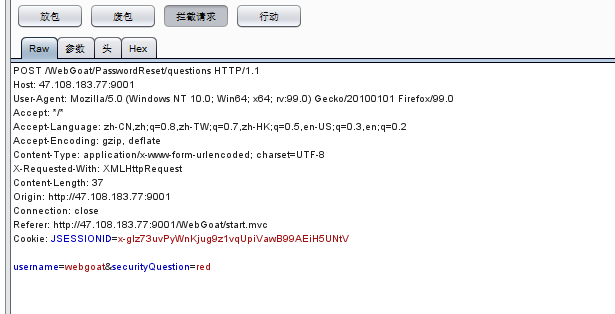 放包 废包 拦截请求 行动
Raw 参数 头 Hex
POST /WebGoat/PasswordReset/questions HTTP/1.1
Host: 47.108.183.77:9001
User-Agent: Mozilla/5.0 (Windows NT 10.0; Win64; x64; rv:99.0) Gecko/20100101 Firefox/99.0
Accept: */*
Accept-Language: zh-CN,zh;q=0.8,zh-TW;q=0.7,zh-HK;q=0.5,en-US;q=0.3,en;q=0.2
Accept-Encoding: gzip, deflate
Content-Type: application/x-www-form-urlencoded; charset=UTF-8
X-Requested-With: XMLHttpRequest
Content-Length: 37
Origin: http://47.108.183.77:9001
Connection: close
Referer: http://47.108.183.77:9001/WebGoat/start.mvc
Cookie: JSESSIONID=x-gIz73uvPyWnKjug9z1vqUpiVawB99AEiH5UNtV
username=webgoat&securityQuestion=red